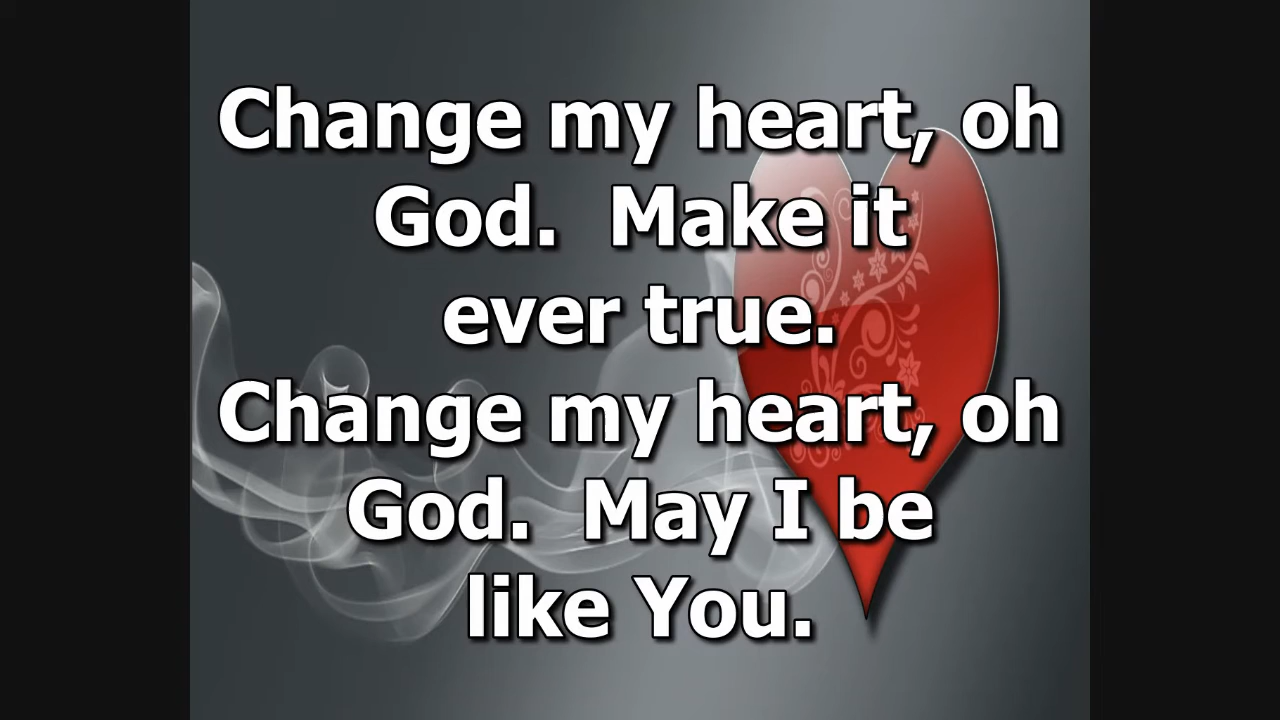 Change my heart, oh
God.  Make it
ever true.
Change my heart, oh
God.  May I be
like You.